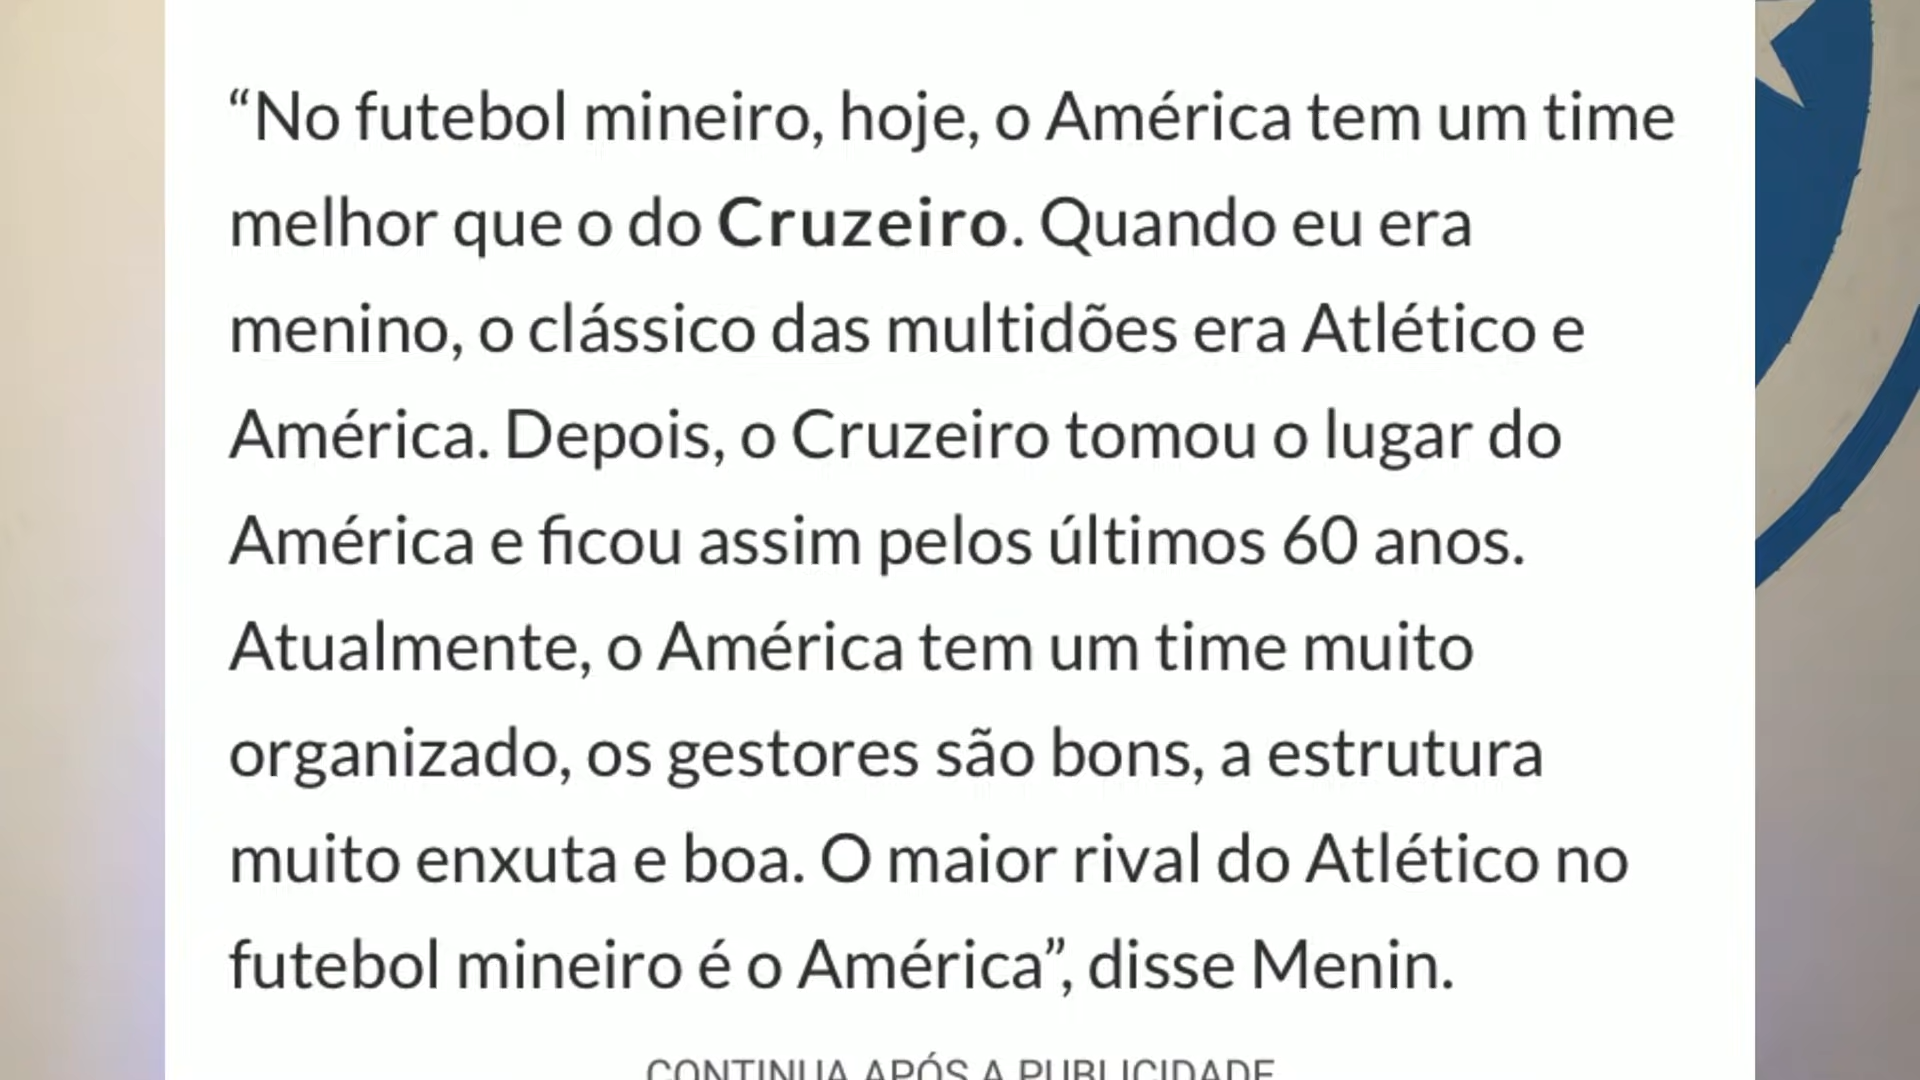 “No futebol mineiro, hoje, o América tem um time
melhor que o do Cruzeiro. Quando eu era
menino, o clássico das multidões era Atlético e
América. Depois, o Cruzeiro tomou o lugar do
América e ficou assim pelos últimos 60 anos.
Atualmente, o América tem um time muito
organizado, os gestores são bons, a estrutura
muito enxuta e boa. O maior rival do Atlético no
futebol mineiro é o América”, disse Menin.
CONTINUA APÓS A PUBLICIDADE